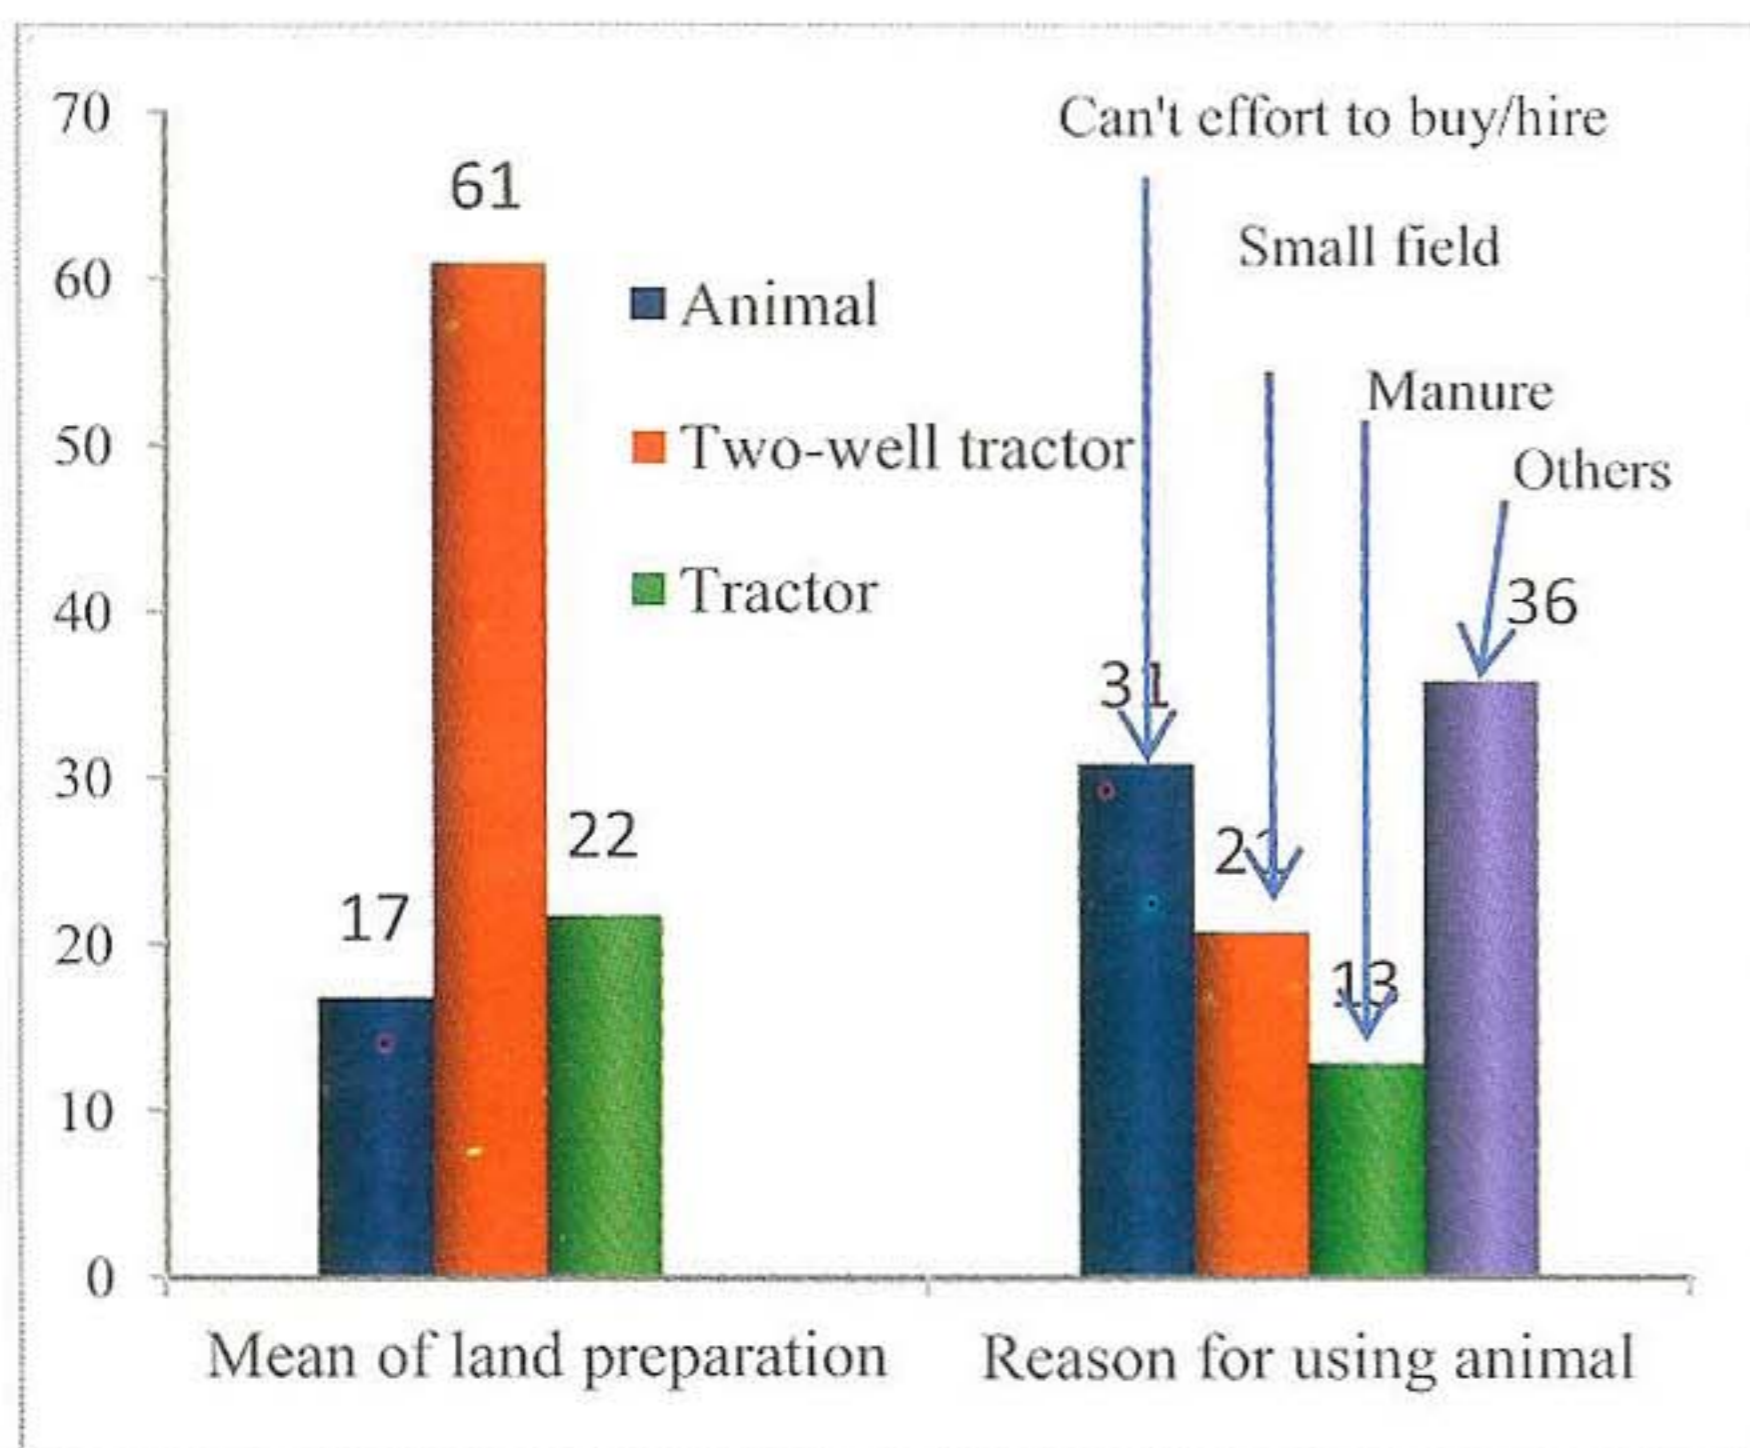 70
60
50
40
30
20
10
0
61
17
22
Animal
Two-well tractor
Tractor
Can't effort to buy/hire
Small field
Manure
Others
31
13
36
Mean of land preparation
Reason for using animal